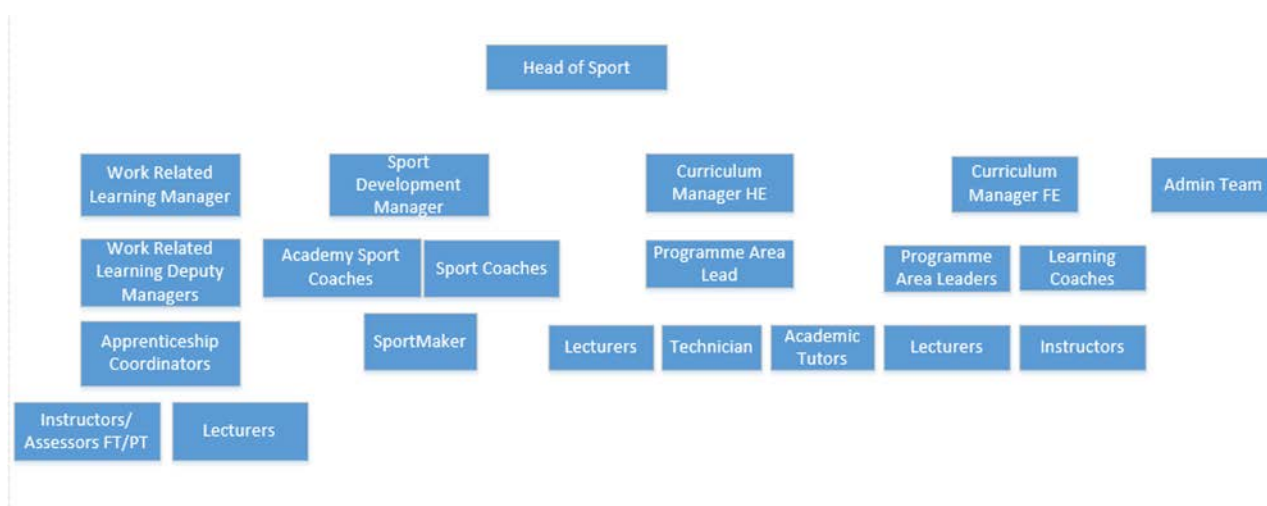 Head of Sport
Work Related
Learning Manager
Sport
Development
Manager
Curriculum
Manager HE
Curriculum
Manager FE
Admin Team
Work Related
Learning Deputy
Managers
Academy Sport
Coaches
Sport Coaches
Programme Area
Lead
Programme
Area Leaders
Learning
Coaches
Apprenticeship
Coordinators
SportMaker
Lecturers
Technician
Academic
Tutors
Lecturers
Instructors
Instructors/
Assessors FT/PT
Lecturers